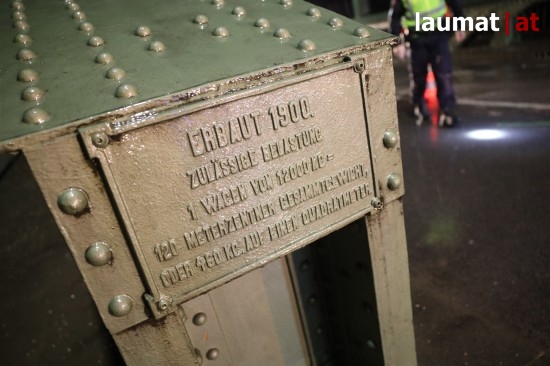 laumat|at
ERBAUT 1900.
ZULÄSSIGE BELASTUNG
1 WAGEN VON 12000 KG =
120 METERZENTNER GESAMMTGEWICHT
ODER 460 KG. AUF EINEN QUADRATMETER